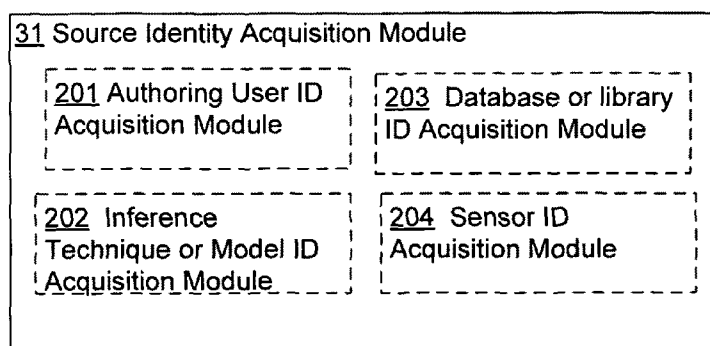 31 Source Identity Acquisition Module
201 Authoring User ID
Acquisition Module
203 Database or library
ID Acquisition Module
202 Inference
Technique or Model ID
Acquisition Module
204 Sensor ID
Acquisition Module